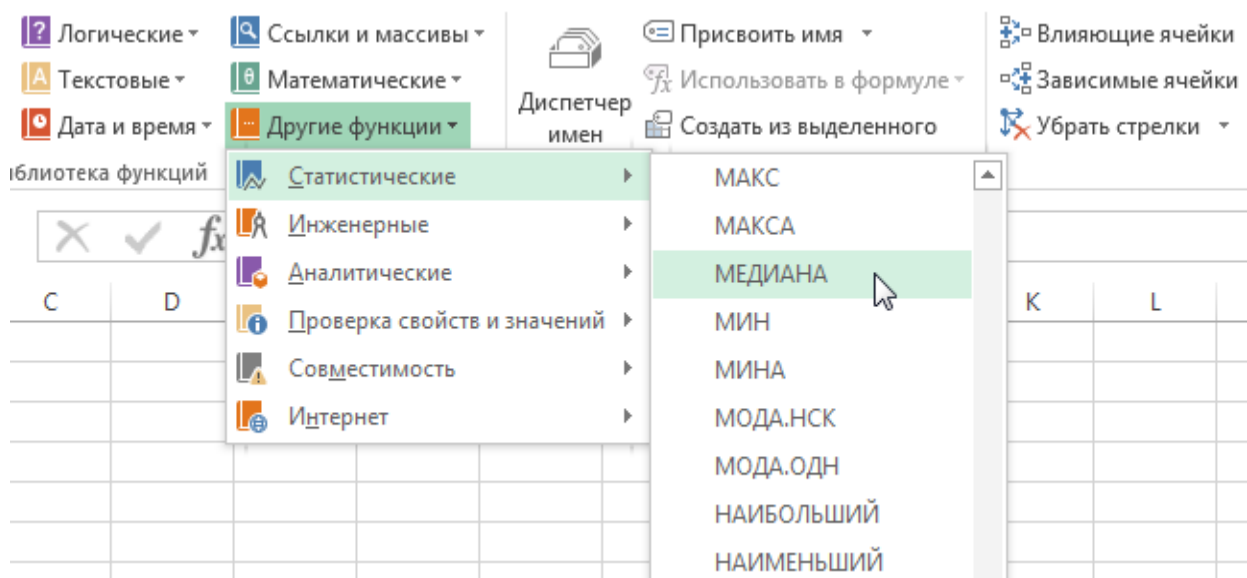 Логические
Ссылки и массивы
Присвоить имя
Влияющие ячейки
Текстовые
Математические
Использовать в формуле
Зависимые ячейки
Дата и время
Другие функции
Диспетчер
имен
Создать из выделенного
Убрать стрелки
иблиотека функций
Статистические
Инженерные
Аналитические
Проверка свойств и значений
Совместимость
Интернет
МАКС
МАКСА
МЕДИАНА
МИН
МИНА
МОДА.НСК
МОДА.ОДН
НАИБОЛЬШИЙ
НАИМЕНЬШИЙ
fx
C D K L